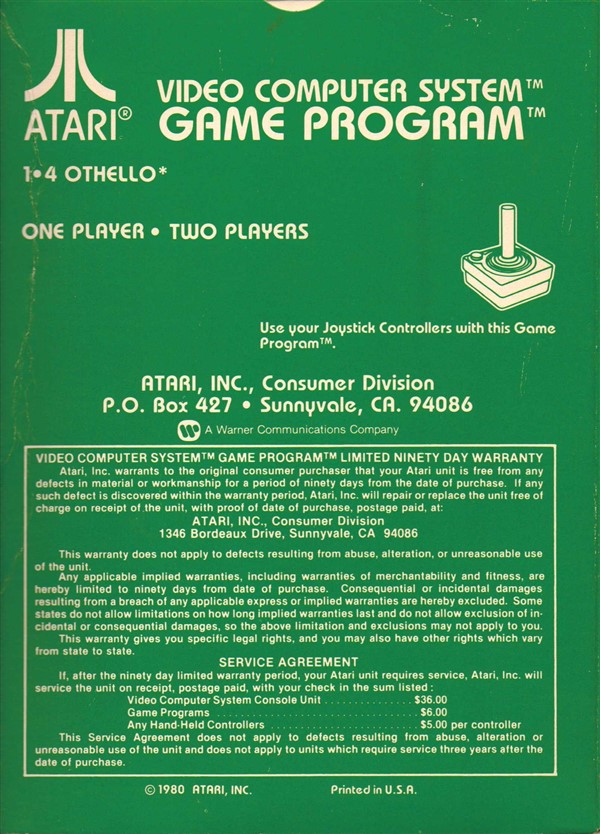 VIDEO COMPUTER SYSTEM™
ATARI® GAME PROGRAM™
1•4 OTHELLO*
ONE PLAYER • TWO PLAYERS
Use your Joystick Controllers with this Game
Program™.
ATARI, INC., Consumer Division
P.O. Box 427 • Sunnyvale, CA. 94086
A Warner Communications Company
VIDEO COMPUTER SYSTEM™ GAME PROGRAM™ LIMITED NINETY DAY WARRANTY
Atari, Inc. warrants to the original consumer purchaser that your Atari unit is free from any
defects in material or workmanship for a period of ninety days from the date of purchase. If any
such defect is discovered within the warranty period, Atari, Inc. will repair or replace the unit free of
charge on receipt of the unit, with proof of date of purchase, postage paid, at:
ATARI, INC., Consumer Division
1346 Bordeaux Drive, Sunnyvale, CA 94086
This warranty does not apply to defects resulting from abuse, alteration, or unreasonable use
of the unit.
Any applicable implied warranties, including warranties of merchantability and fitness, are
hereby limited to ninety days from date of purchase. Consequential or incidental damages
resulting from a breach of any applicable express or implied warranties are hereby excluded. Some
states do not allow limitations on how long implied warranties last and do not allow exclusion of in-
cidental or consequential damages, so the above limitation and exclusions may not apply to you.
This warranty gives you specific legal rights, and you may also have other rights which vary
from state to state.
SERVICE AGREEMENT
If, after the ninety day limited warranty period, your Atari unit requires service, Atari, Inc. will
service the unit on receipt, postage paid, with your check in the sum listed :
Video Computer System Console Unit . . . . . . . . . . . . . $36.00
Game Programs . . . . . . . . . . . . . . . . . . . . . . . . . . . . . $6.00
Any Hand-Held Controllers . . . . . . . . . . . . . . . . . . . . . $5.00 per controller
This Service Agreement does not apply to defects resulting from abuse, alteration or
unreasonable use of the unit and does not apply to units which require service three years after the
date of purchase.
© 1980 ATARI, INC. Printed in U.S.A.